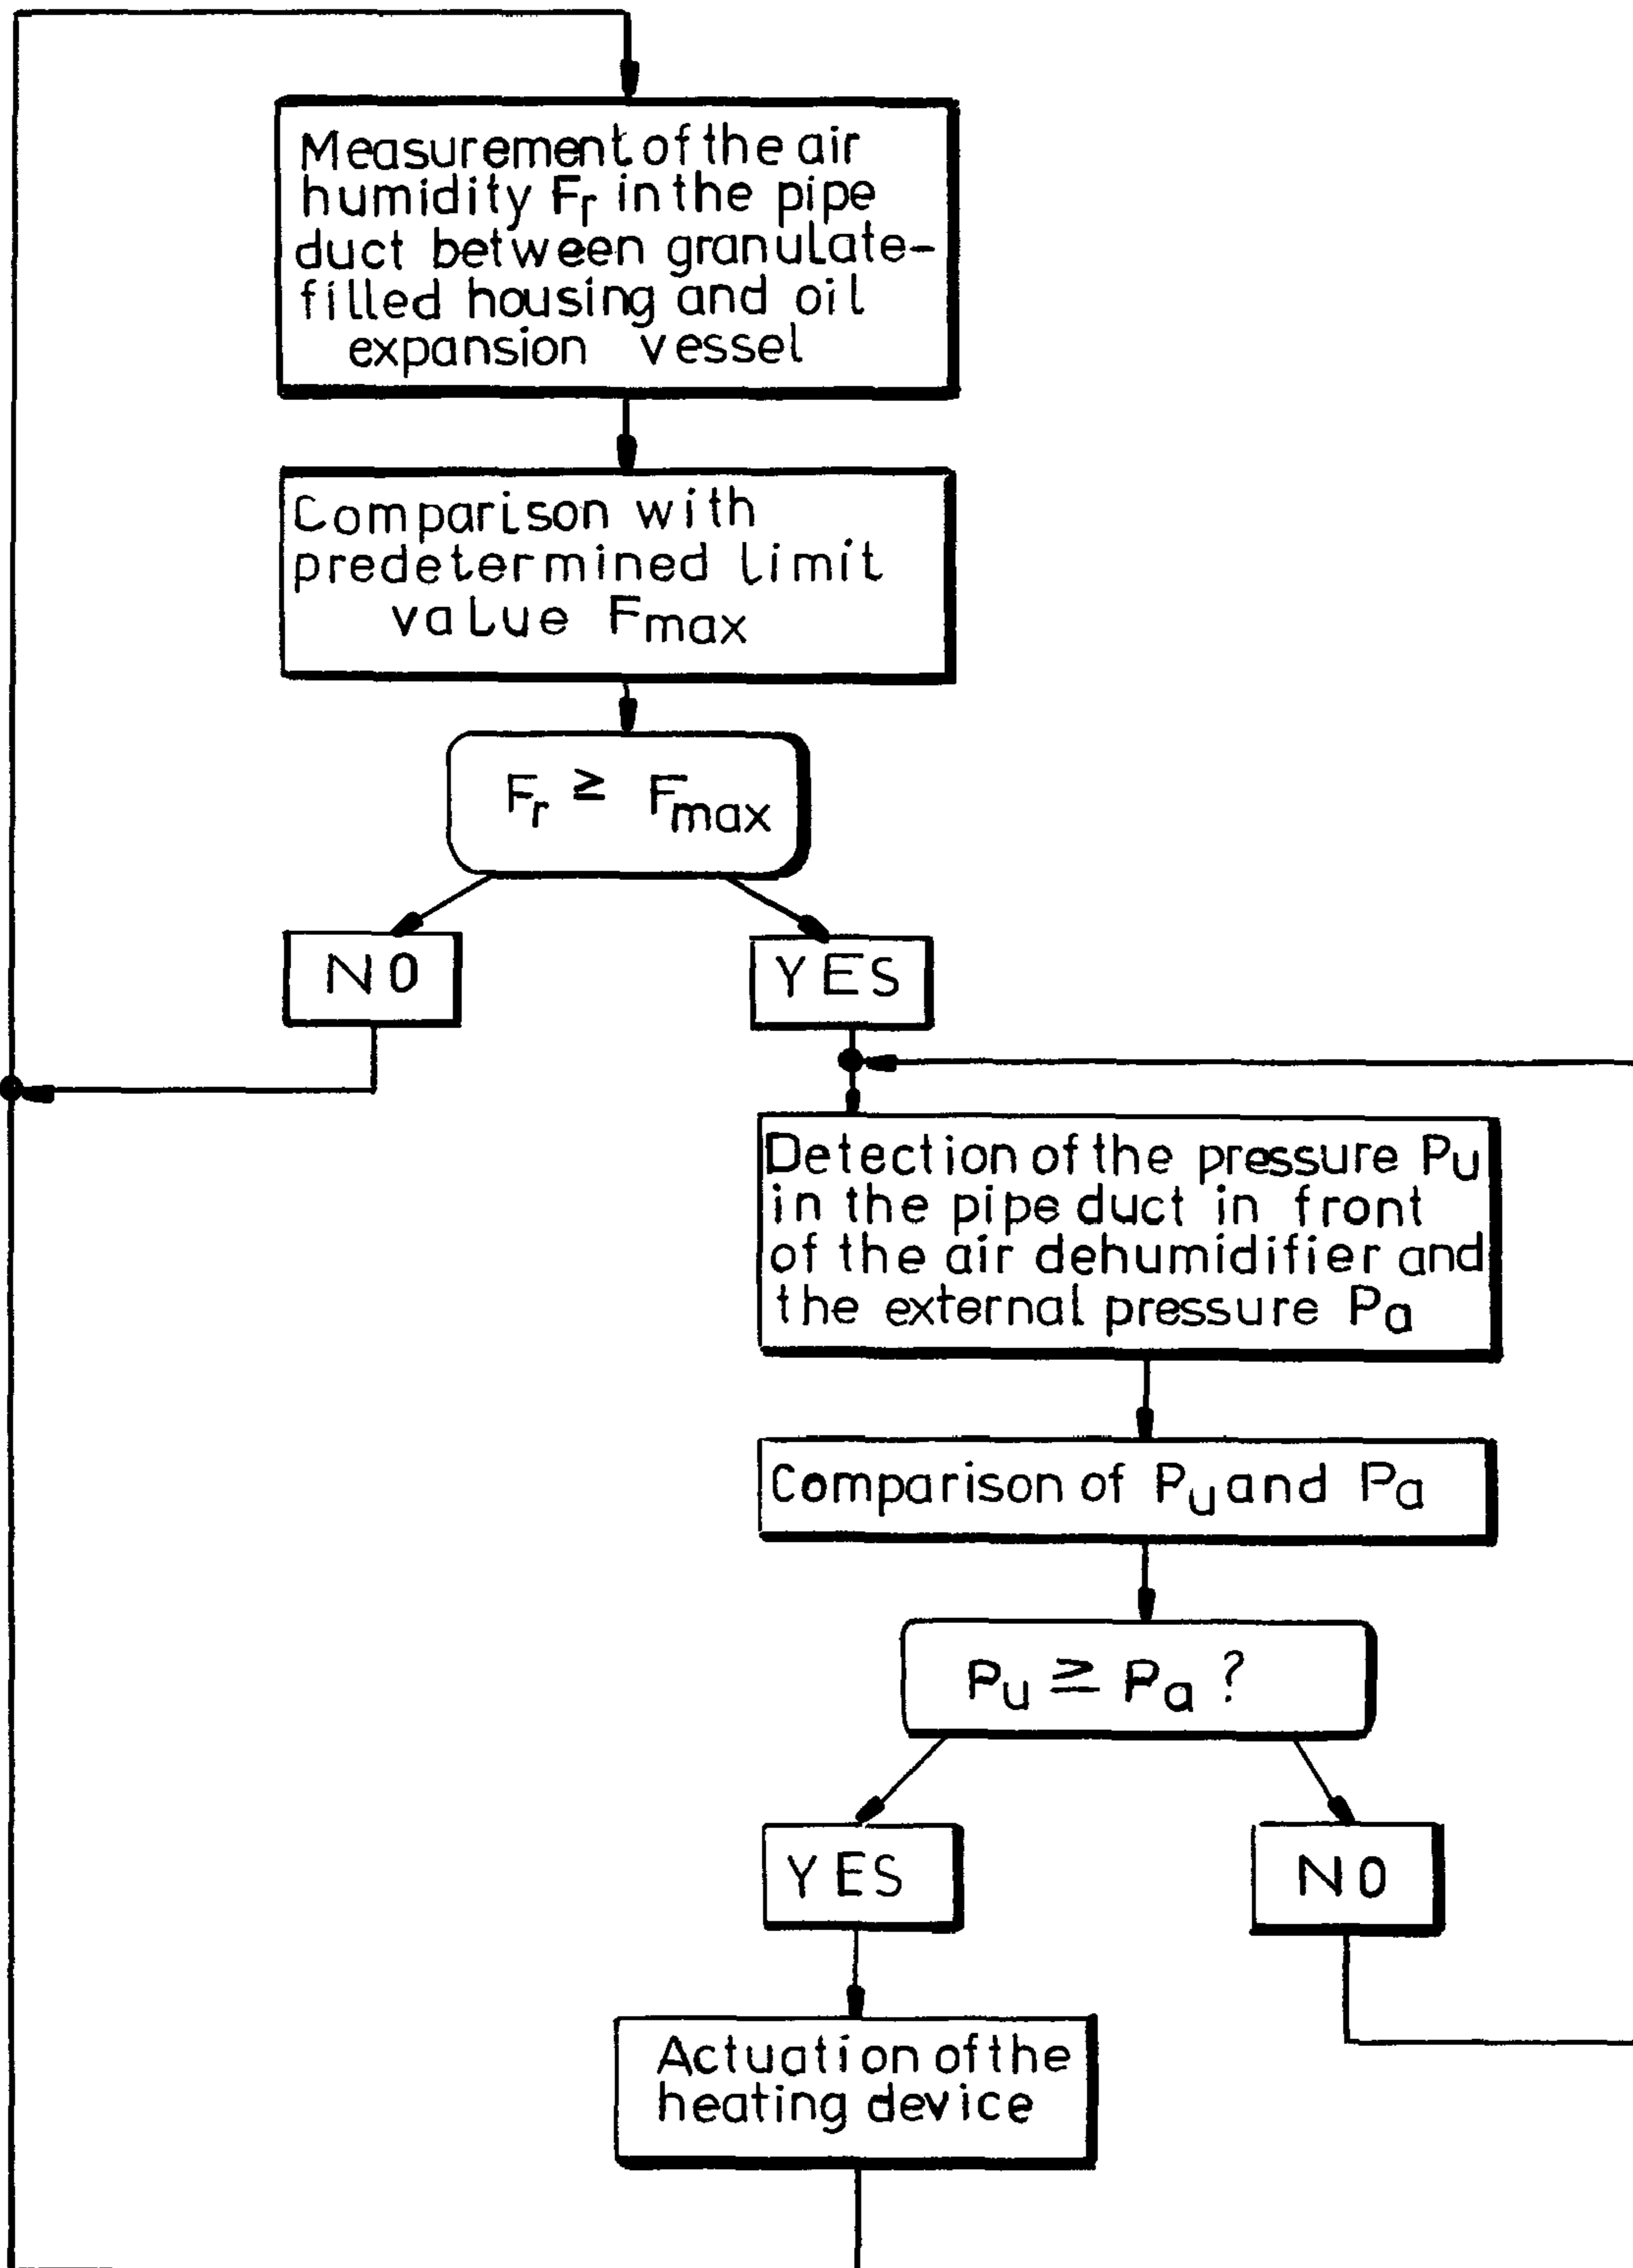 Measurement of the air
humidity Fr in the pipe
duct between granulate-
filled housing and oil
expansion vessel
Comparison with
predetermined limit
value Fmax
Fr ≥ Fmax
NO
YES
Detection of the pressure Pu
in the pipe duct in front
of the air dehumidifier and
the external pressure Pa
Comparison of Pu and Pa
Pu ≥ Pa ?
YES
NO
Actuation of the
heating device